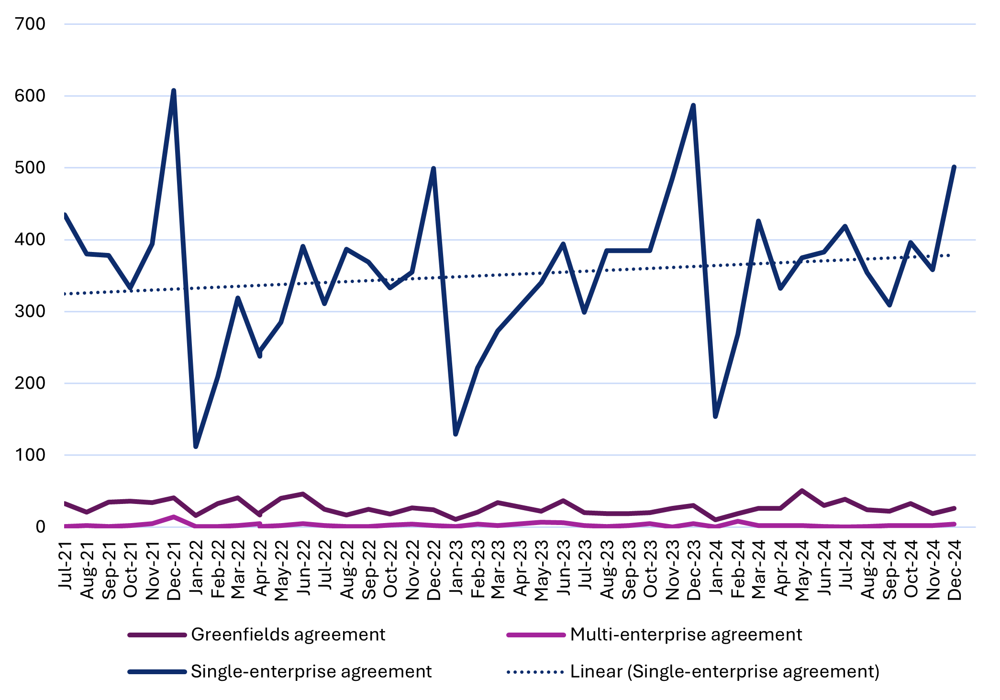 700
600
500
400
300
200
100
0
Jul-21
Aug-21
Sep-21
Oct-21
Nov-21
Dec-21
Jan-22
Feb-22
Mar-22
Apr-22
May-22
Jun-22
Jul-22
Aug-22
Sep-22
Oct-22
Nov-22
Dec-22
Jan-23
Feb-23
Mar-23
Apr-23
May-23
Jun-23
Jul-23
Aug-23
Sep-23
Oct-23
Nov-23
Dec-23
Jan-24
Feb-24
Mar-24
Apr-24
May-24
Jun-24
Jul-24
Aug-24
Sep-24
Oct-24
Nov-24
Dec-24
Greenfields agreement
Multi-enterprise agreement
Single-enterprise agreement
Linear (Single-enterprise agreement)